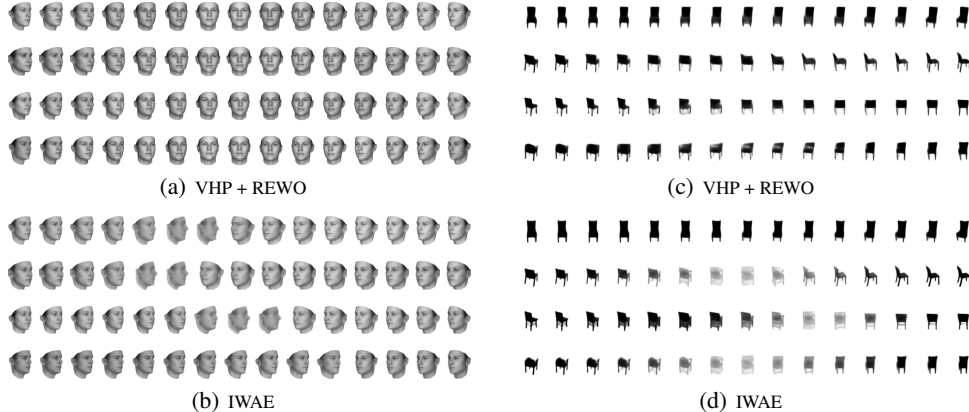 (a) VHP + REWO
(c) VHP + REWO
(b) IWAE
(d) IWAE